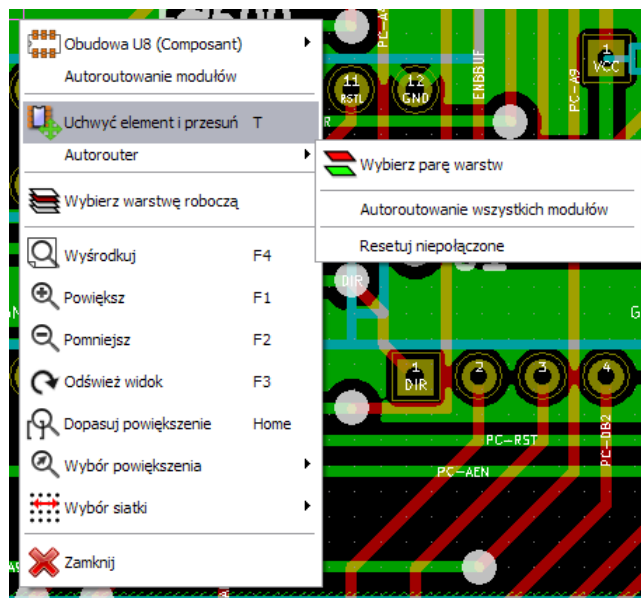 Obudowa U8 (Composant)
Autoroutowanie modułów
Uchwyć element i przesuń T
Autorouter
Wybierz warstwę roboczą
Wyśrodkuj F4
Powiększ F1
Pomniejsz F2
Odśwież widok F3
Dopasuj powiększenie Home
Wybór powiększenia
Wybór siatki
Zamknij
Wybierz parę warstw
Autoroutowanie wszystkich modułów
Resetuj niepołączone
11
RSTL
12
GND
ENBBUF
PC-A9
1
VCC
DIR
1
DIR
2
3
4
PC-RST
PC-AEN
PC-DB2